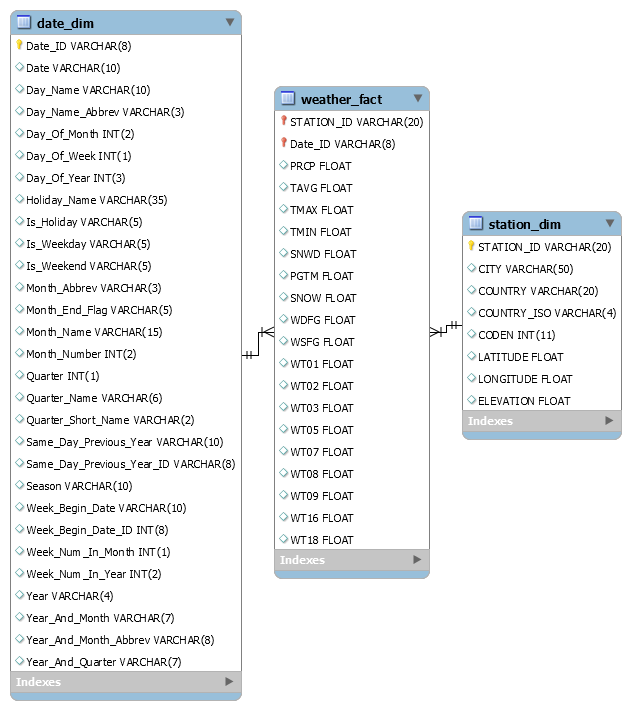 date_dim
Date_ID VARCHAR(8)
Date VARCHAR(10)
Day_Name VARCHAR(10)
Day_Name_Abbrev VARCHAR(3)
Day_Of_Month INT(2)
Day_Of_Week INT(1)
Day_Of_Year INT(3)
Holiday_Name VARCHAR(35)
Is_Holiday VARCHAR(5)
Is_Weekday VARCHAR(5)
Is_Weekend VARCHAR(5)
Month_Abbrev VARCHAR(3)
Month_End_Flag VARCHAR(5)
Month_Name VARCHAR(15)
Month_Number INT(2)
Quarter INT(1)
Quarter_Name VARCHAR(6)
Quarter_Short_Name VARCHAR(2)
Same_Day_Previous_Year VARCHAR(10)
Same_Day_Previous_Year_ID VARCHAR(8)
Season VARCHAR(10)
Week_Begin_Date VARCHAR(10)
Week_Begin_Date_ID INT(8)
Week_Num_In_Month INT(1)
Week_Num_In_Year INT(2)
Year VARCHAR(4)
Year_And_Month VARCHAR(7)
Year_And_Month_Abbrev VARCHAR(8)
Year_And_Quarter VARCHAR(7)
Indexes
weather_fact
STATION_ID VARCHAR(20)
Date_ID VARCHAR(8)
PRCP FLOAT
TAVG FLOAT
TMAX FLOAT
TMIN FLOAT
SNWD FLOAT
PGTM FLOAT
SNOW FLOAT
WDFG FLOAT
WSFG FLOAT
WT01 FLOAT
WT02 FLOAT
WT03 FLOAT
WT05 FLOAT
WT07 FLOAT
WT08 FLOAT
WT09 FLOAT
WT16 FLOAT
WT18 FLOAT
Indexes
station_dim
STATION_ID VARCHAR(20)
CITY VARCHAR(50)
COUNTRY VARCHAR(20)
COUNTRY_ISO VARCHAR(4)
CODEN INT(11)
LATITUDE FLOAT
LONGITUDE FLOAT
ELEVATION FLOAT
Indexes